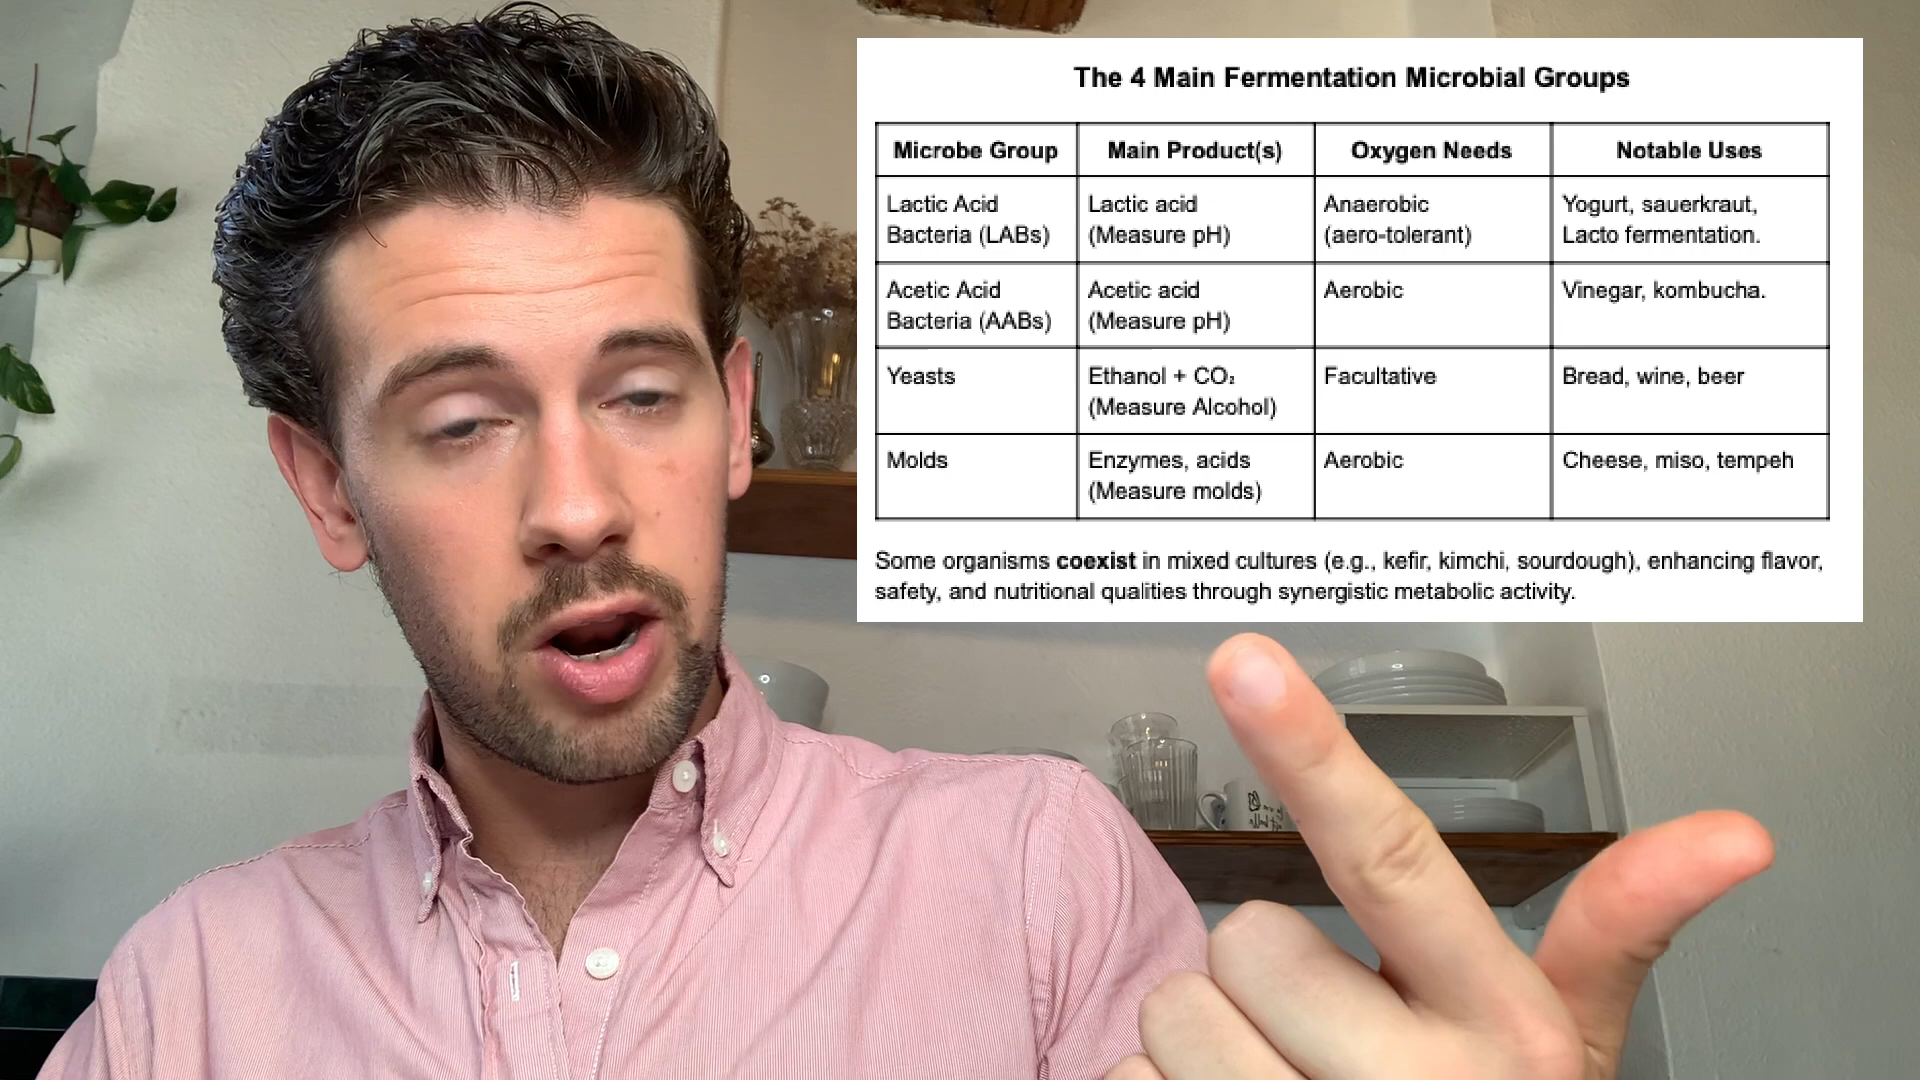 The 4 Main Fermentation Microbial Groups
Microbe Group Main Product(s) Oxygen Needs Notable Uses
Lactic Acid Bacteria (LABs) Lactic acid (Measure pH) Anaerobic (aero-tolerant) Yogurt, sauerkraut, Lacto fermentation.
Acetic Acid Bacteria (AABs) Acetic acid (Measure pH) Aerobic Vinegar, kombucha.
Yeasts Ethanol + CO₂ (Measure Alcohol) Facultative Bread, wine, beer
Molds Enzymes, acids (Measure molds) Aerobic Cheese, miso, tempeh
Some organisms coexist in mixed cultures (e.g., kefir, kimchi, sourdough), enhancing flavor,
safety, and nutritional qualities through synergistic metabolic activity.